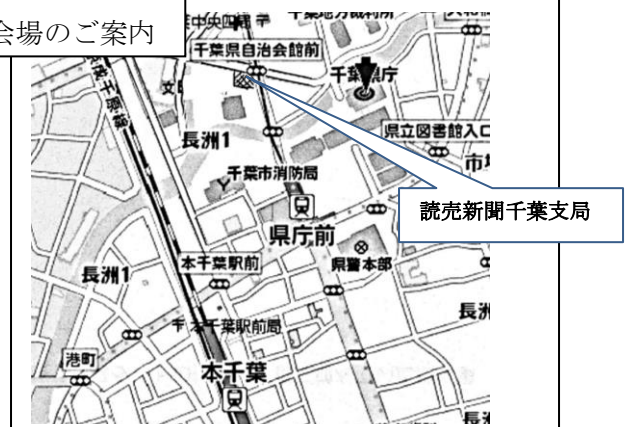 会場のご案内
千葉県自治会館前
千葉県庁
長洲1
県立図書館入口
千葉市消防局
読売新聞千葉支局
県庁前
本千葉駅前
県警本部
長洲1
本千葉駅前局
港町
本千葉